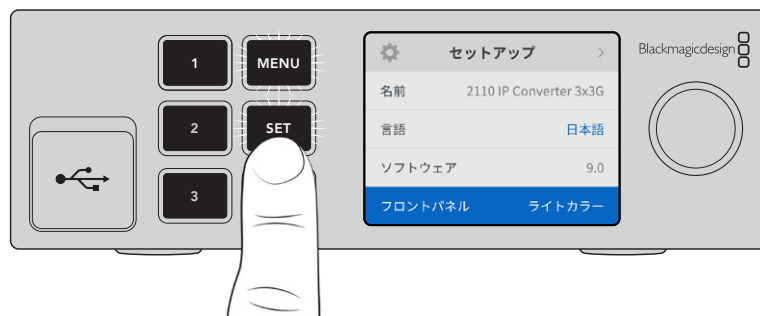 1
MENU
2
SET
3
セットアップ
名前 2110 IP Converter 3x3G
言語 日本語
ソフトウェア 9.0
フロントパネル ライトカラー
Blackmagicdesign